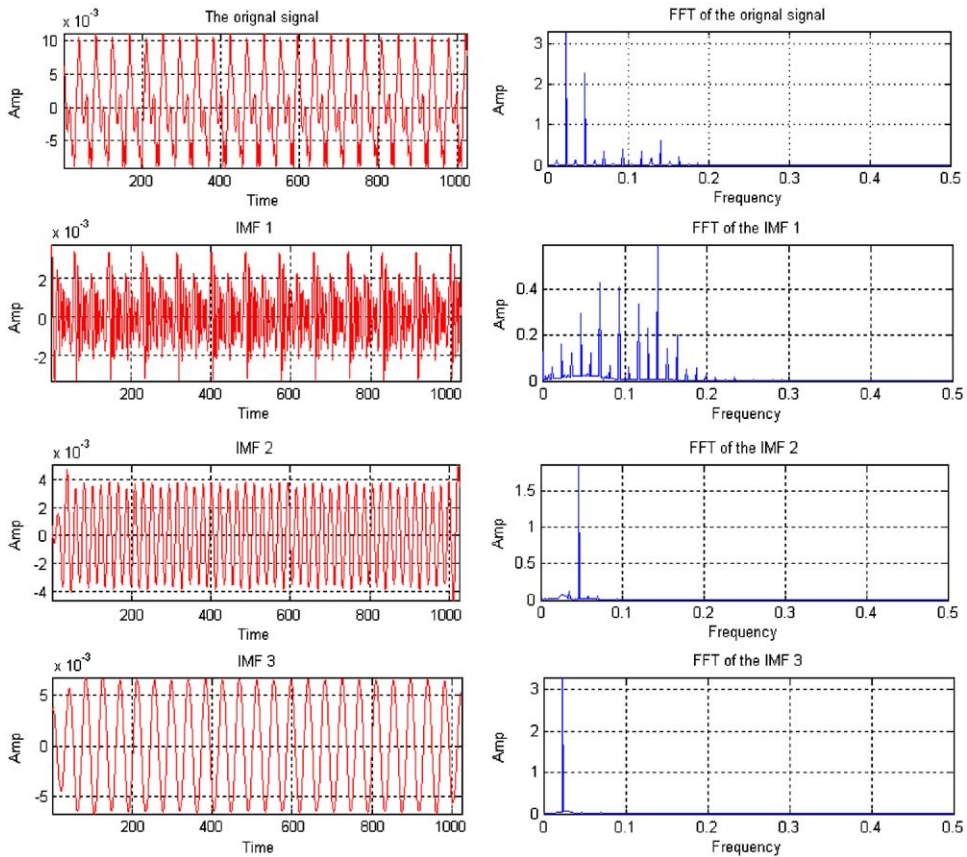 The orignal signal
x 10⁻³
10
5
0
-5
Amp
200 400 600 800 1000
Time
FFT of the orignal signal
3
2
1
0
Amp
0 0.1 0.2 0.3 0.4 0.5
Frequency
IMF 1
x 10⁻³
2
0
-2
Amp
200 400 600 800 1000
Time
FFT of the IMF 1
0.4
0.2
0
Amp
0 0.1 0.2 0.3 0.4 0.5
Frequency
IMF 2
x 10⁻³
4
2
0
-2
-4
Amp
200 400 600 800 1000
Time
FFT of the IMF 2
1.5
1
0.5
0
Amp
0 0.1 0.2 0.3 0.4 0.5
Frequency
IMF 3
x 10⁻³
5
0
-5
Amp
200 400 600 800 1000
Time
FFT of the IMF 3
3
2
1
0
Amp
0 0.1 0.2 0.3 0.4 0.5
Frequency